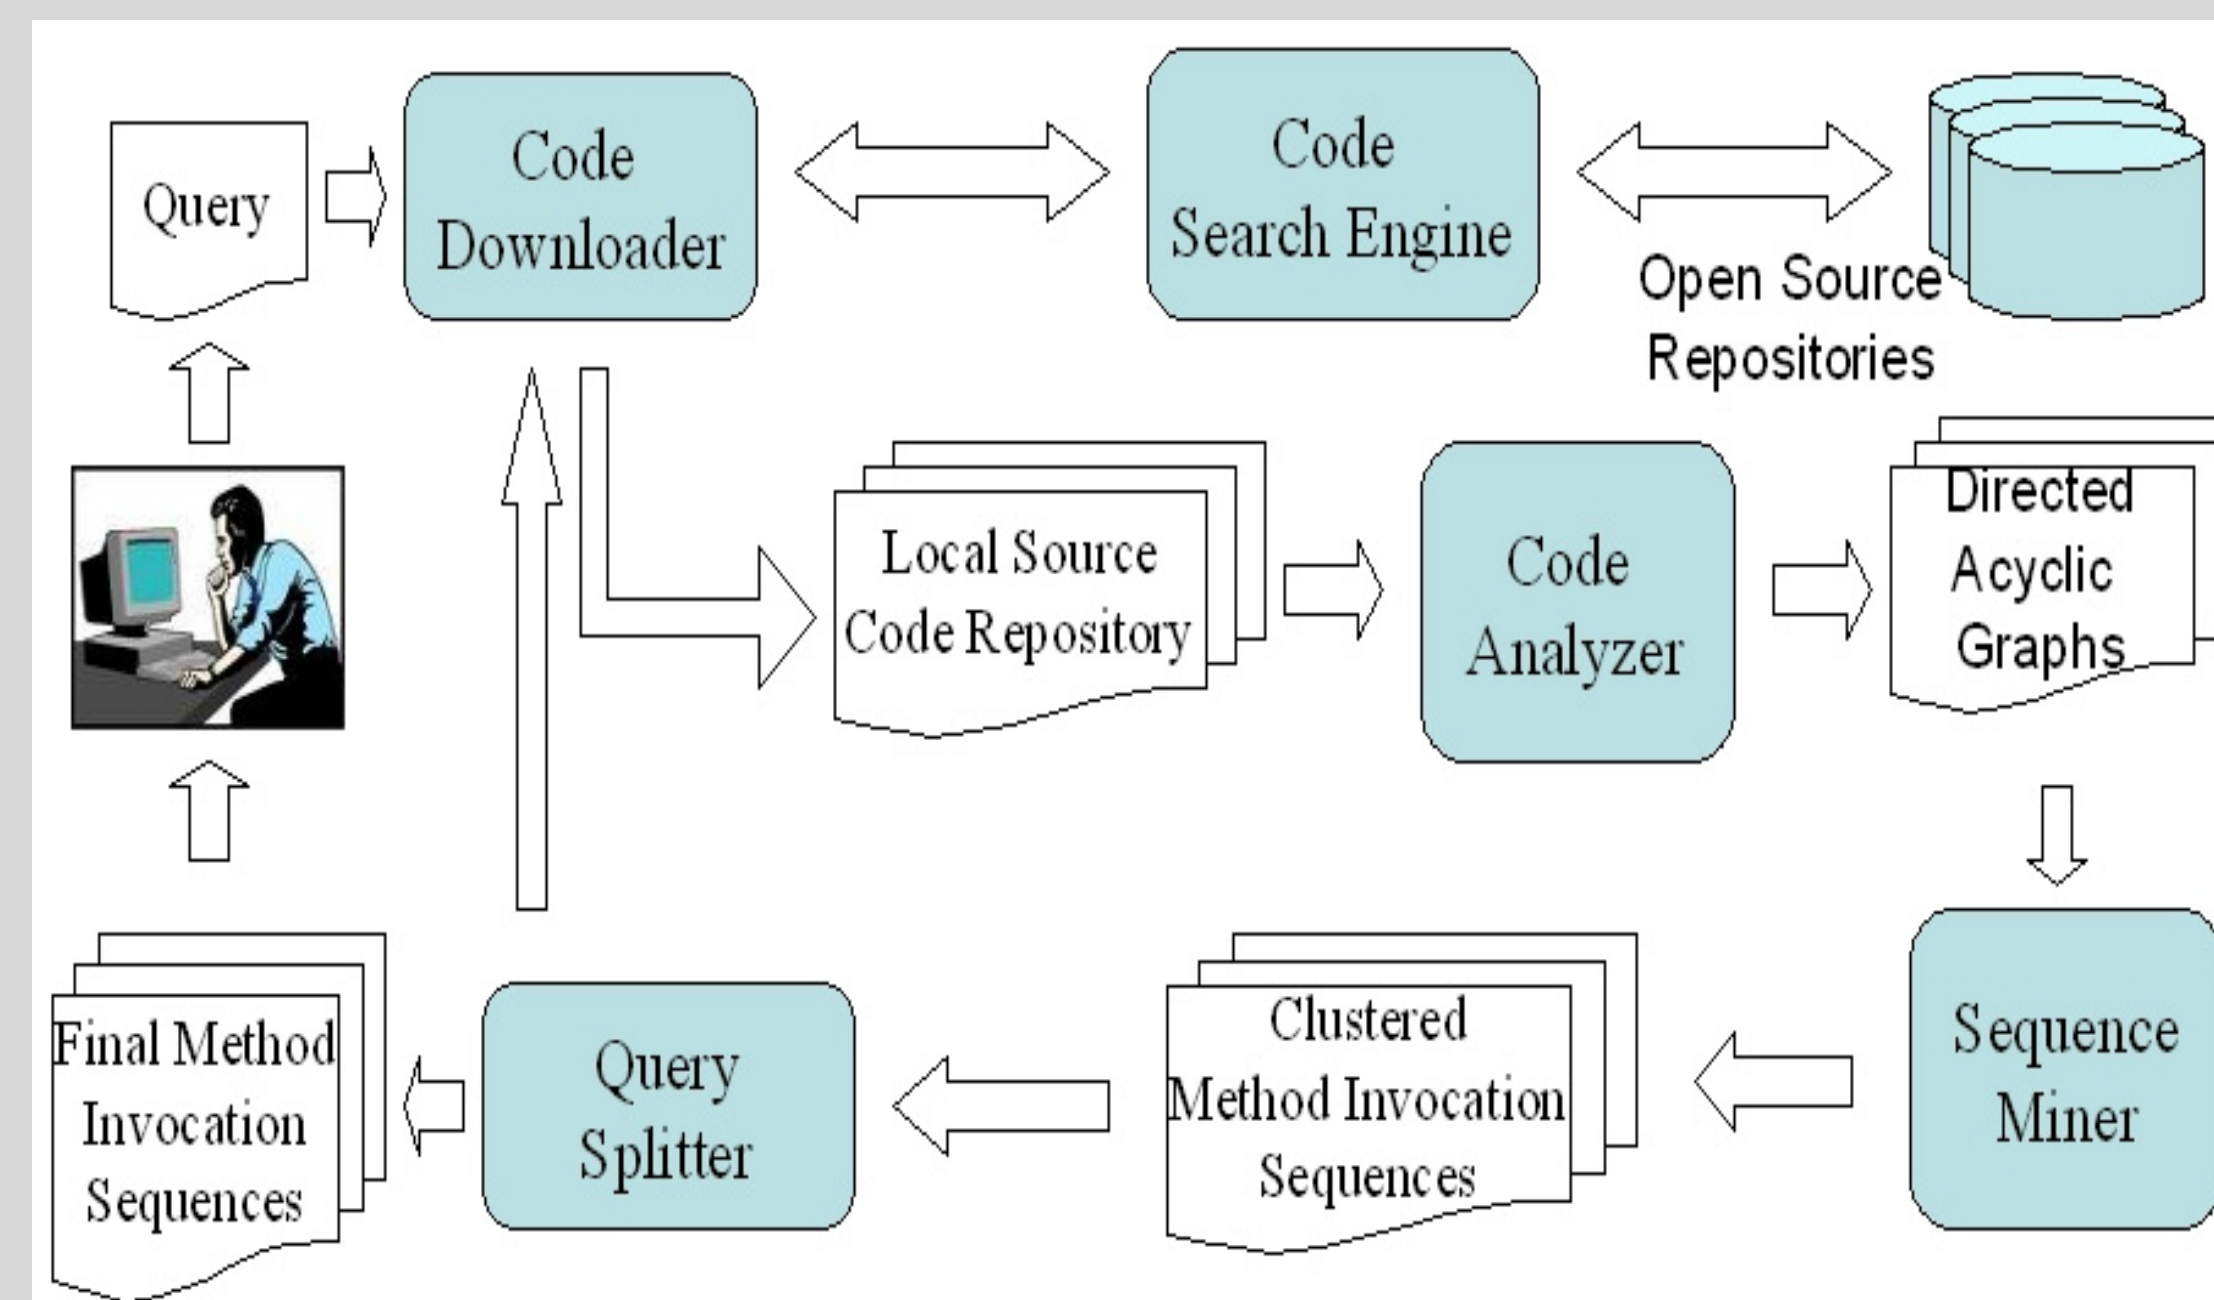 Query
Code
Downloader
Code
Search Engine
Open Source
Repositories
Local Source
Code Repository
Code
Analyzer
Directed
Acyclic
Graphs
Final Method
Invocation
Sequences
Query
Splitter
Clustered
Method Invocation
Sequences
Sequence
Miner